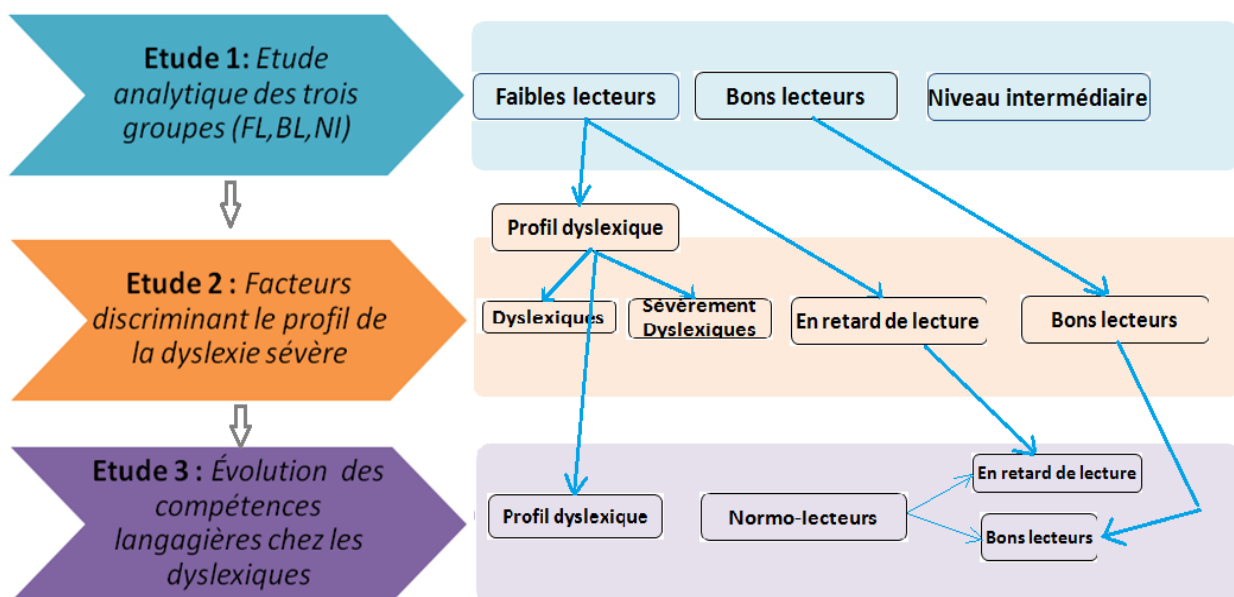 Etude 1: Etude
analytique des trois
groupes (FL,BL,NI)
Faibles lecteurs
Bons lecteurs
Niveau intermédiaire
Profil dyslexique
Etude 2 : Facteurs
discriminant le profil de
la dyslexie sévère
Dyslexiques
Sévèrement
Dyslexiques
En retard de lecture
Bons lecteurs
Etude 3 : Évolution des
compétences
langagières chez les
dyslexiques
Profil dyslexique
Normo-lecteurs
En retard de lecture
Bons lecteurs